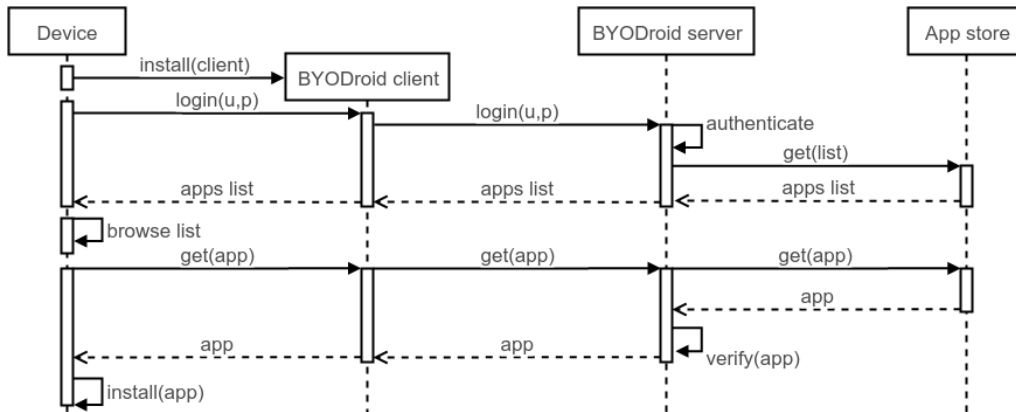 Device
BYODroid server
App store
install(client)
BYODroid client
login(u,p)
login(u,p)
authenticate
get(list)
apps list
apps list
apps list
browse list
get(app)
get(app)
get(app)
app
app
app
verify(app)
install(app)